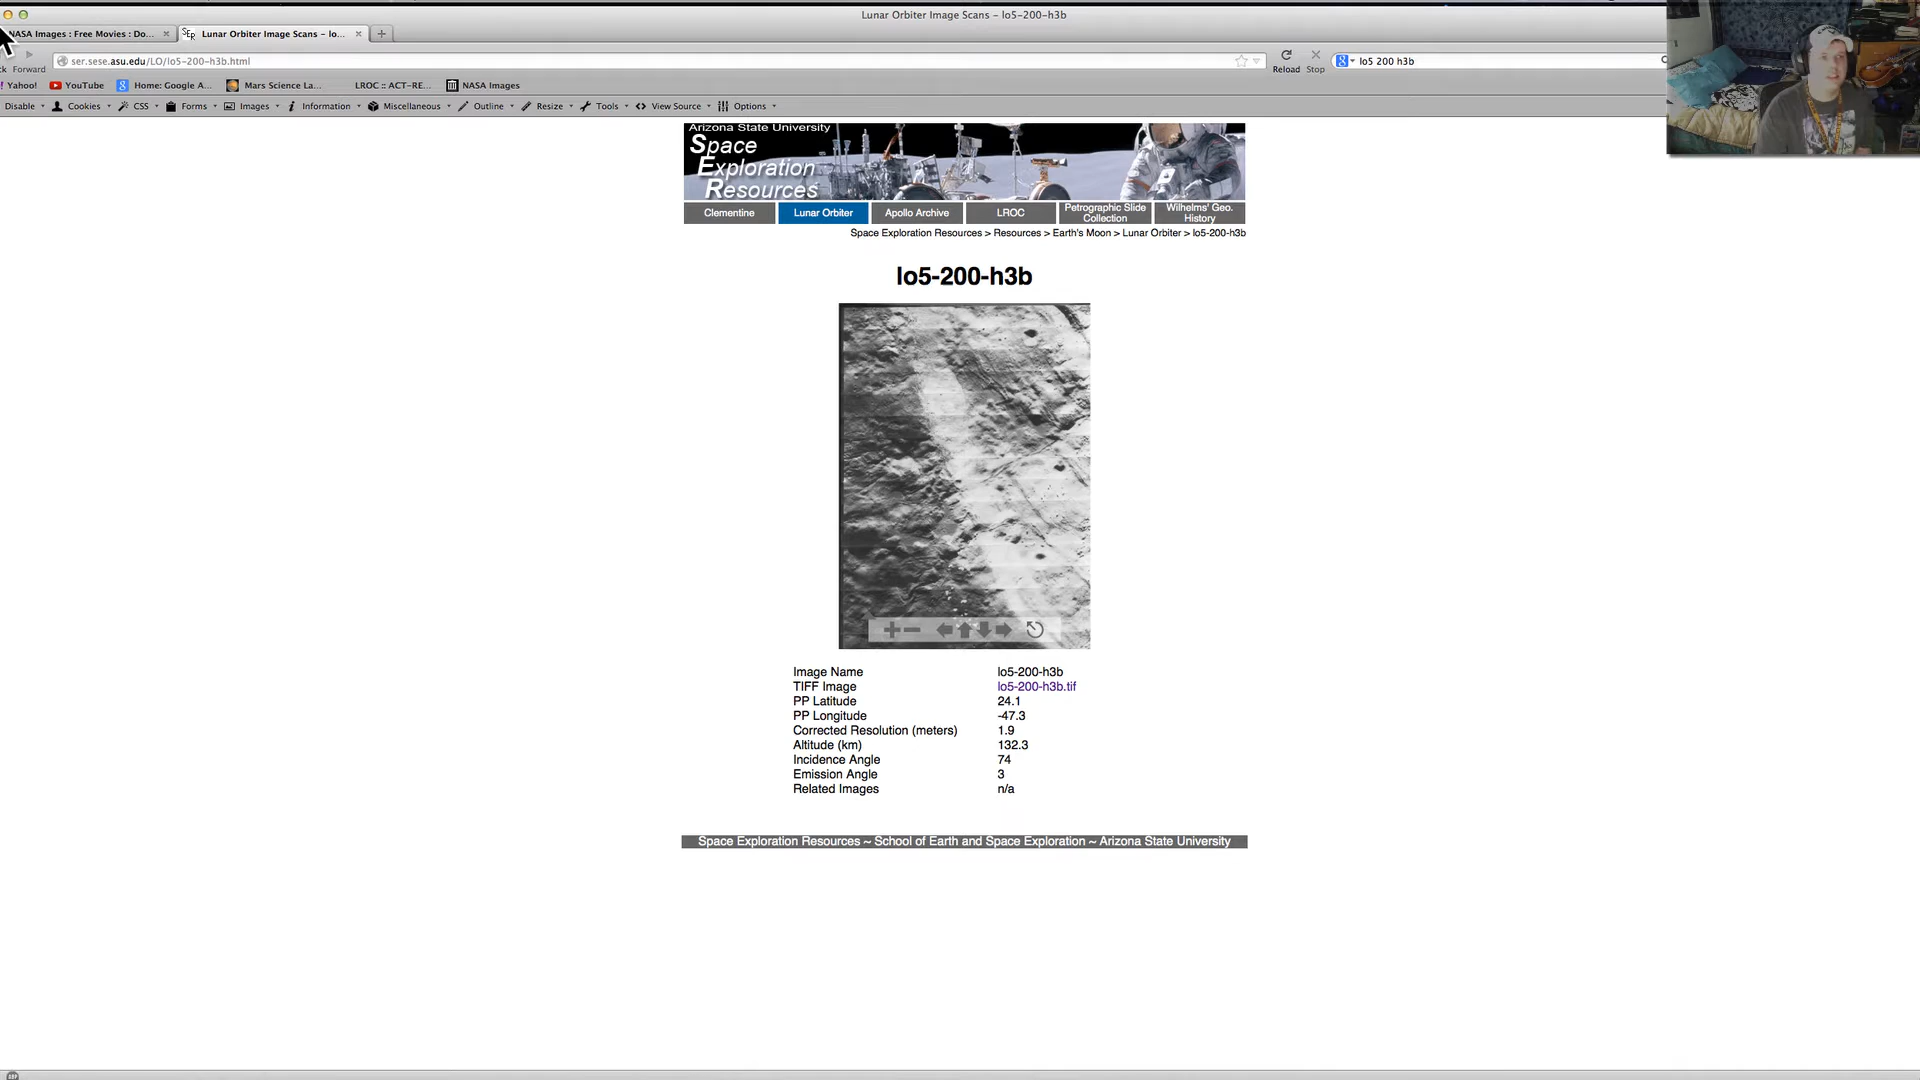 Lunar Orbiter Image Scans - lo5-200-h3b
NASA Images : Free Movies : Do...
Lunar Orbiter Image Scans - lo...
Forward
ser.sese.asu.edu/LO/lo5-200-h3b.html
Reload
Stop
lo5 200 h3b
Yahoo!
YouTube
Home: Google A...
Mars Science La...
LROC :: ACT-RE...
NASA Images
Disable
Cookies
CSS
Forms
Images
Information
Miscellaneous
Outline
Resize
Tools
View Source
Options
Arizona State University
Space
Exploration
Resources
Clementine
Lunar Orbiter
Apollo Archive
LROC
Petrographic Slide
Collection
Wilhelms' Geo.
History
Space Exploration Resources > Resources > Earth's Moon > Lunar Orbiter > lo5-200-h3b
lo5-200-h3b
Image Name lo5-200-h3b
TIFF Image lo5-200-h3b.tif
PP Latitude 24.1
PP Longitude -47.3
Corrected Resolution (meters) 1.9
Altitude (km) 132.3
Incidence Angle 74
Emission Angle 3
Related Images n/a
Space Exploration Resources ~ School of Earth and Space Exploration ~ Arizona State University